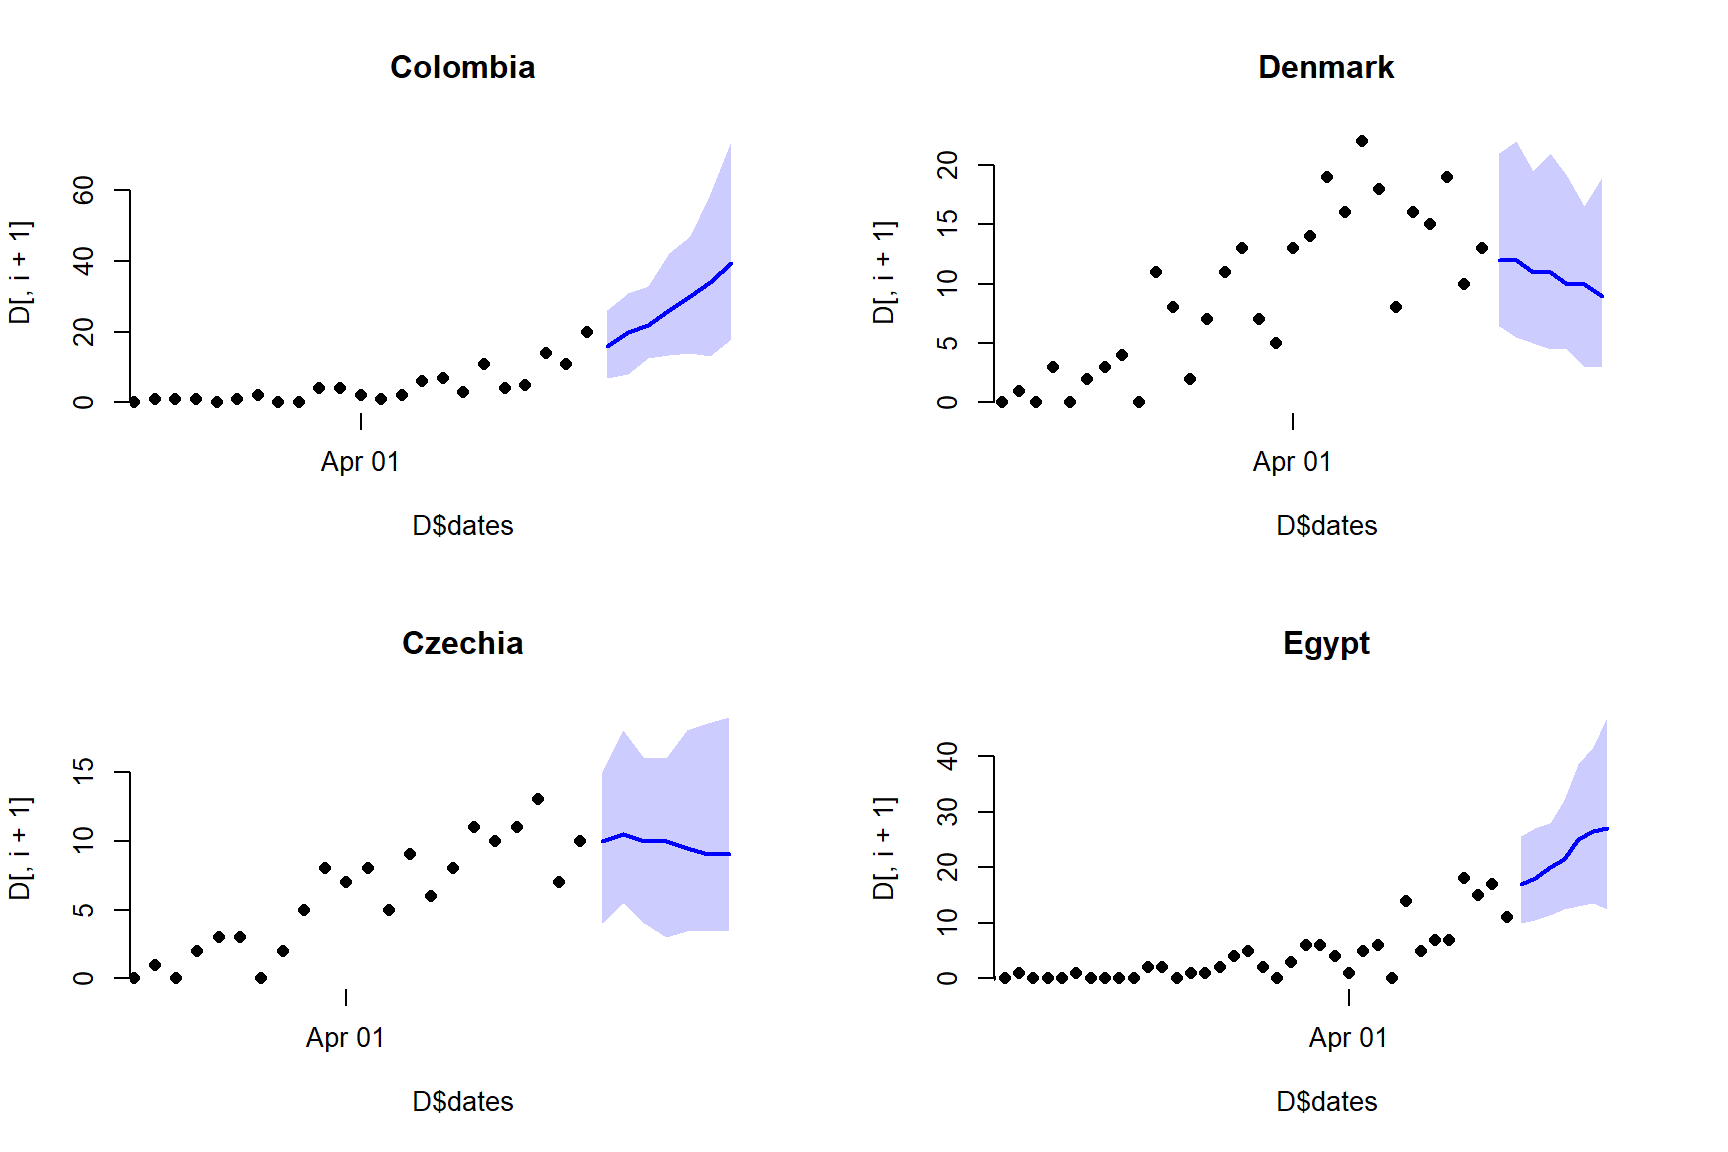 Colombia
D[, i + 1]
0
20
40
60
Apr 01
D$dates
Denmark
D[, i + 1]
0
5
10
15
20
Apr 01
D$dates
Czechia
D[, i + 1]
0
5
10
15
Apr 01
D$dates
Egypt
D[, i + 1]
0
10
20
30
40
Apr 01
D$dates